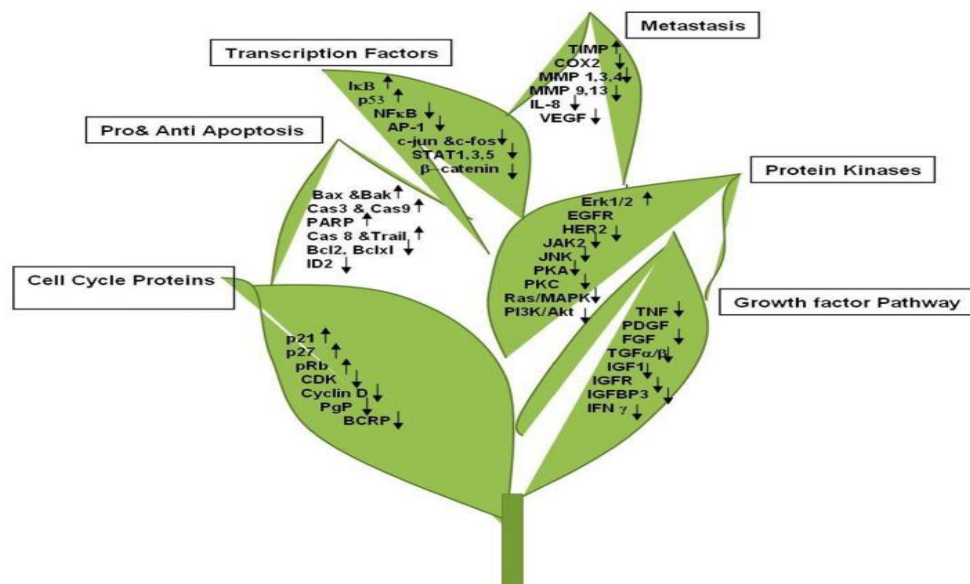 Metastasis
TIMP ↑
COX2 ↓
MMP 1,3,4↓
MMP 9,13 ↓
IL-8 ↓
VEGF ↓
Transcription Factors
IκB ↑
p53 ↑
NFκB ↓
AP-1 ↓
c-jun &c-fos↓
STAT1,3,5 ↓
β-catenin ↓
Pro& Anti Apoptosis
Bax &Bak↑
Cas3 & Cas9 ↑
PARP ↑
Cas 8 &Trail ↑
Bcl2, Bclxl ↓
ID2 ↓
Protein Kinases
Erk1/2 ↑
EGFR
HER2 ↓
JAK2 ↓
JNK ↓
PKA ↓
PKC ↓
Ras/MAPK↓
PI3K/Akt ↓
Cell Cycle Proteins
p21 ↑
p27 ↑
pRb ↑
CDK ↓
Cyclin D ↓
PgP ↓
BCRP ↓
Growth factor Pathway
TNF ↓
PDGF
FGF ↓
TGFα/β↓
IGF1↓
IGFR ↓
IGFBP3 ↓
IFN γ ↓